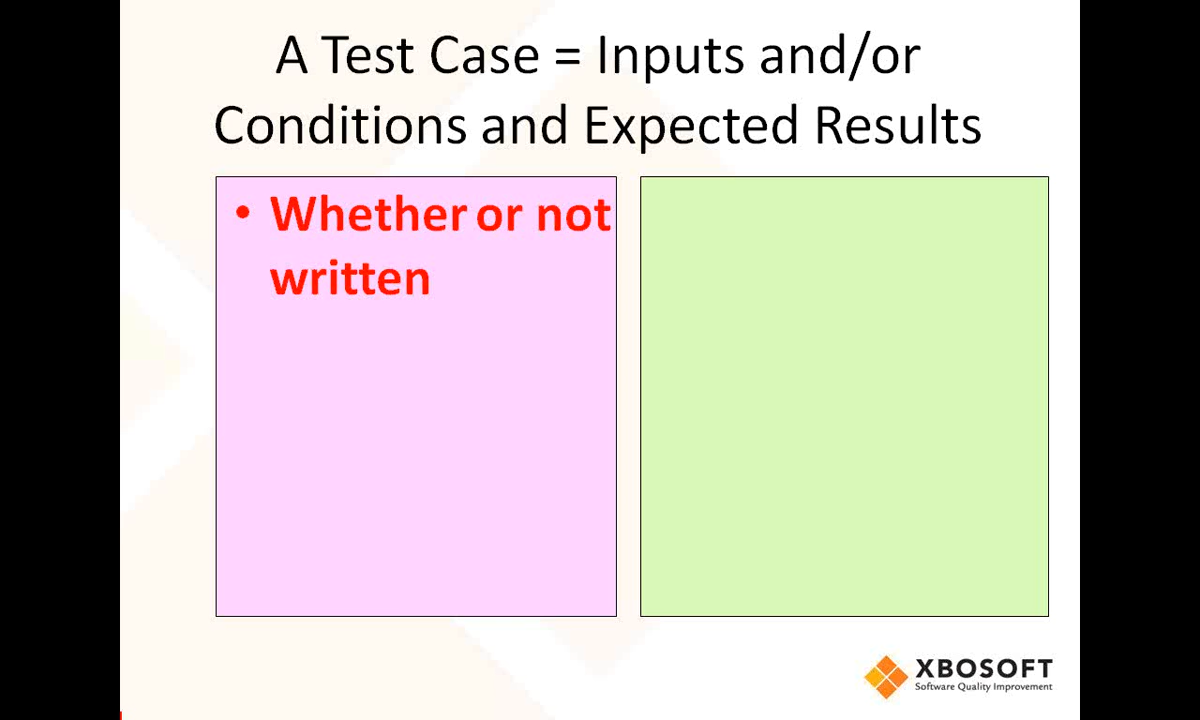 A Test Case = Inputs and/or
Conditions and Expected Results
• Whether or not
written
XBOSOFT
Software Quality Improvement